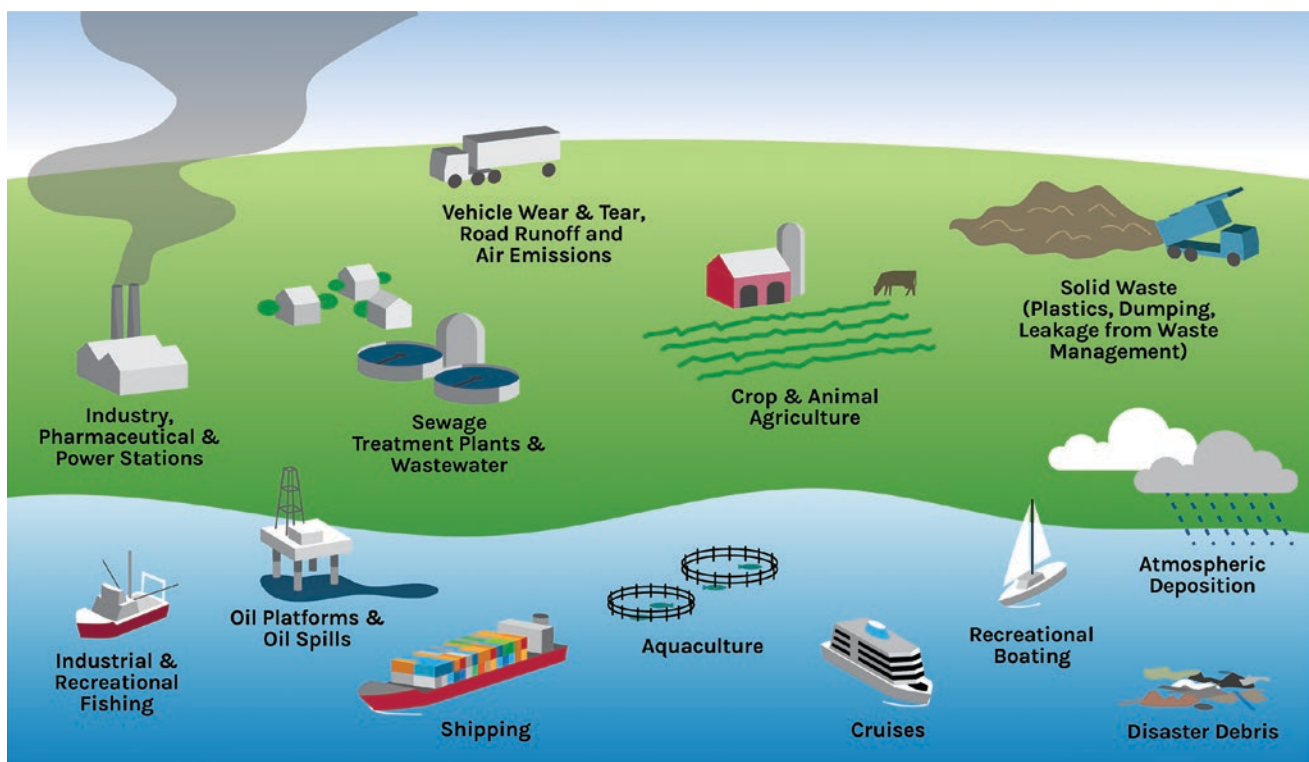 Vehicle Wear & Tear,
Road Runoff and
Air Emissions
Solid Waste
(Plastics, Dumping,
Leakage from Waste
Management)
Industry,
Pharmaceutical &
Power Stations
Sewage
Treatment Plants &
Wastewater
Crop & Animal
Agriculture
Atmospheric
Deposition
Oil Platforms &
Oil Spills
Aquaculture
Recreational
Boating
Industrial &
Recreational
Fishing
Shipping
Cruises
Disaster Debris